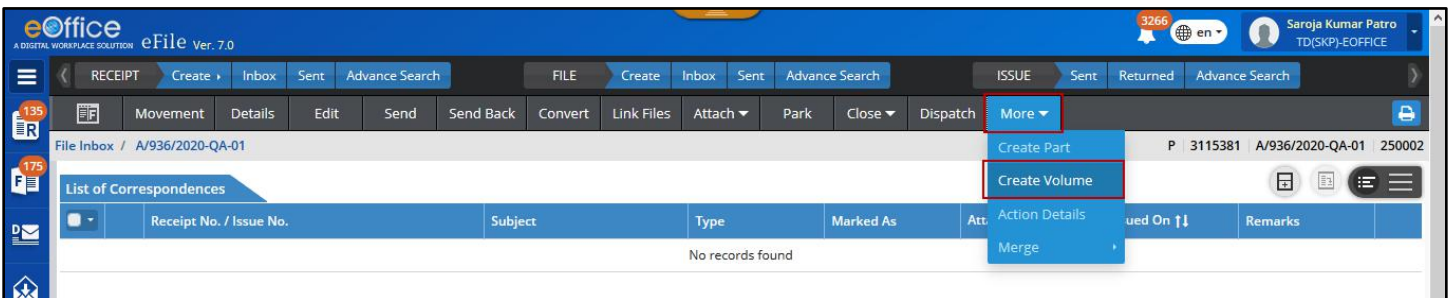 eOffice
A DIGITAL WORKPLACE SOLUTION eFile Ver. 7.0
3266
en
Saroja Kumar Patro
TD(SKP)-EOFFICE
RECEIPT Create Inbox Sent Advance Search FILE Create Inbox Sent Advance Search ISSUE Sent Returned Advance Search
135
R
Movement Details Edit Send Send Back Convert Link Files Attach Park Close Dispatch More
File Inbox / A/936/2020-QA-01
Create Part
P 3115381 A/936/2020-QA-01 250002
175
F
List of Correspondences
Create Volume
Receipt No. / Issue No. Subject Type Marked As Att
Action Details
ued On Remarks
D
No records found
Merge